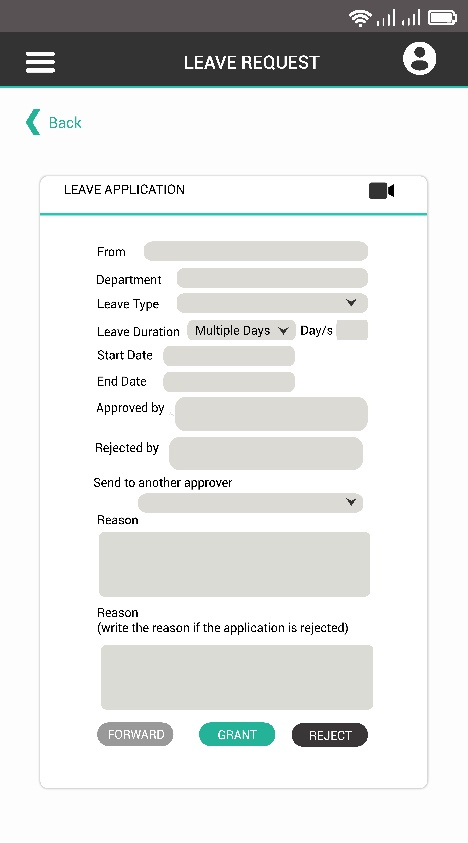 LEAVE REQUEST
Back
LEAVE APPLICATION
From
Department
Leave Type
Leave Duration Multiple Days Day/s
Start Date
End Date
Approved by
Rejected by
Send to another approver
Reason
Reason
(write the reason if the application is rejected)
FORWARD GRANT REJECT